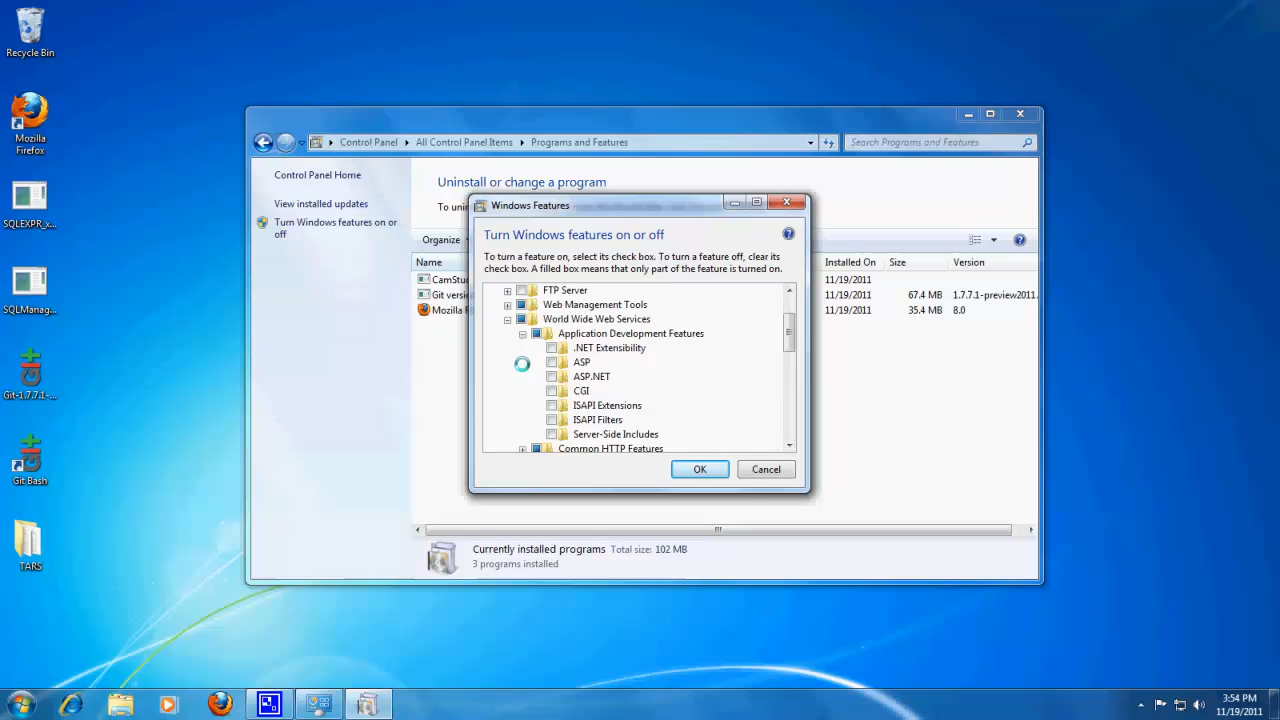 Recycle Bin
Mozilla
Firefox
SQLEXPR_x...
SQLManag...
Git-1.7.7.1-...
Git Bash
TARS
Control Panel
All Control Panel Items
Programs and Features
Search Programs and Features
Control Panel Home
View installed updates
Turn Windows features on or
off
Uninstall or change a program
To unin
Organize
Name
Installed On
Size
Version
CamStud
11/19/2011
Git versio
11/19/2011
67.4 MB
1.7.7.1-preview2011.
Mozilla F
11/19/2011
35.4 MB
8.0
Windows Features
Turn Windows features on or off
To turn a feature on, select its check box. To turn a feature off, clear its
check box. A filled box means that only part of the feature is turned on.
FTP Server
Web Management Tools
World Wide Web Services
Application Development Features
.NET Extensibility
ASP
ASP.NET
CGI
ISAPI Extensions
ISAPI Filters
Server-Side Includes
Common HTTP Features
OK
Cancel
Currently installed programs
Total size: 102 MB
3 programs installed
3:54 PM
11/19/2011